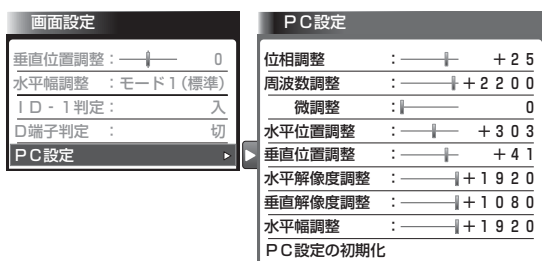 画面設定
垂直位置調整： 0
水平幅調整 ：モード1(標準)
ID-1判定： 入
D端子判定 ： 切
PC設定
PC設定
位相調整 ： +25
周波数調整 ： +2200
微調整 ： 0
水平位置調整 ： +303
垂直位置調整 ： +41
水平解像度調整 ： +1920
垂直解像度調整 ： +1080
水平幅調整 ： +1920
PC設定の初期化